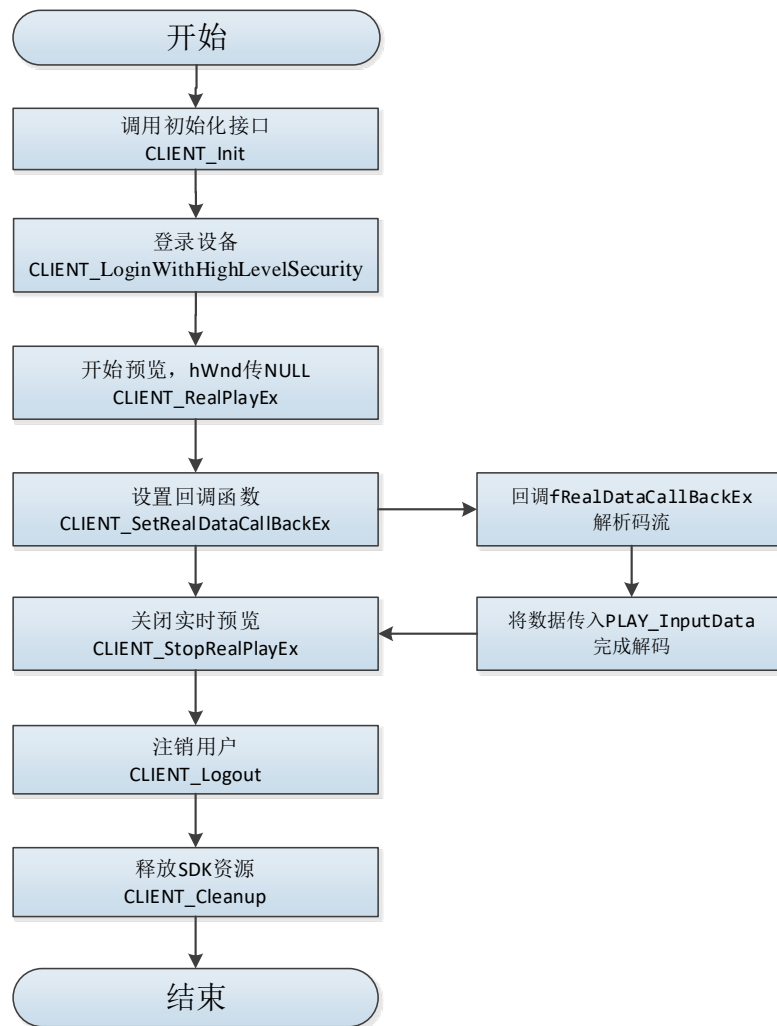 开始
调用初始化接口
CLIENT_Init
登录设备
CLIENT_LoginWithHighLevelSecurity
开始预览，hWnd传NULL
CLIENT_RealPlayEx
设置回调函数
CLIENT_SetRealDataCallBackEx
回调fRealDataCallBackEx
解析码流
关闭实时预览
CLIENT_StopRealPlayEx
将数据传入PLAY_InputData
完成解码
注销用户
CLIENT_Logout
释放SDK资源
CLIENT_Cleanup
结束